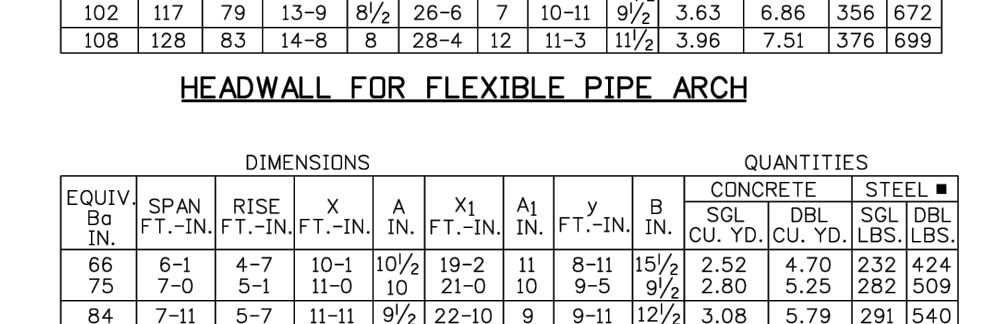 102 117 79 13-9 8½ 26-6 7 10-11 9½ 3.63 6.86 356 672
108 128 83 14-8 8 28-4 12 11-3 11½ 3.96 7.51 376 699
HEADWALL FOR FLEXIBLE PIPE ARCH
DIMENSIONS QUANTITIES
EQUIV. Ba IN. SPAN FT.-IN. RISE FT.-IN. X FT.-IN. A IN. X1 FT.-IN. A1 IN. y FT.-IN. B IN. CONCRETE STEEL ■
SGL CU. YD. DBL CU. YD. SGL LBS. DBL LBS.
66 6-1 4-7 10-1 10½ 19-2 11 8-11 15½ 2.52 4.70 232 424
75 7-0 5-1 11-0 10 21-0 10 9-5 9½ 2.80 5.25 282 509
84 7-11 5-7 11-11 9½ 22-10 9 9-11 12½ 3.08 5.79 291 540